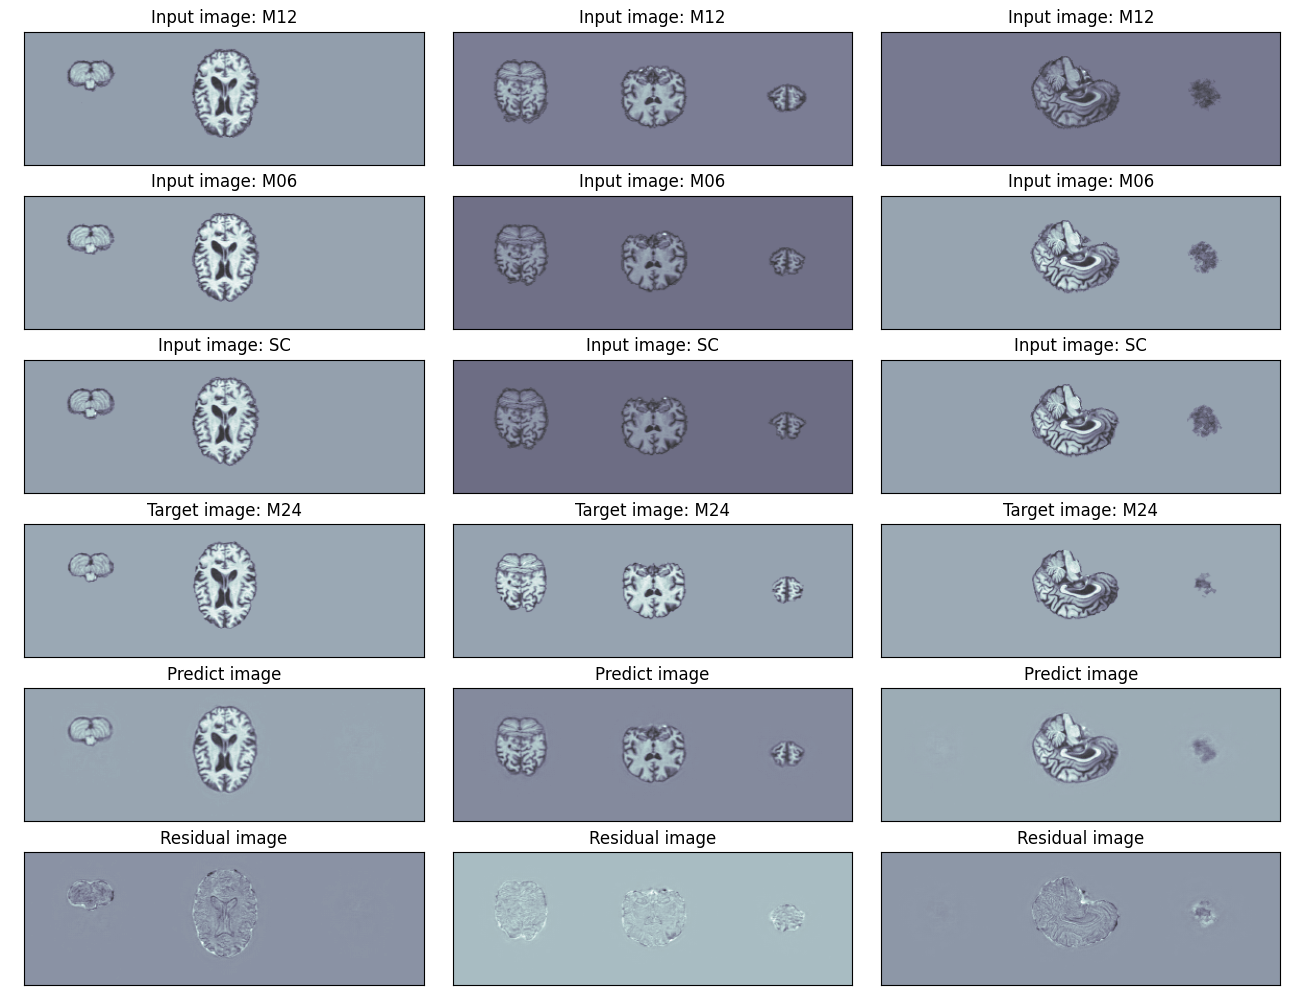 Input image: M12 Input image: M12 Input image: M12
Input image: M06 Input image: M06 Input image: M06
Input image: SC Input image: SC Input image: SC
Target image: M24 Target image: M24 Target image: M24
Predict image Predict image Predict image
Residual image Residual image Residual image